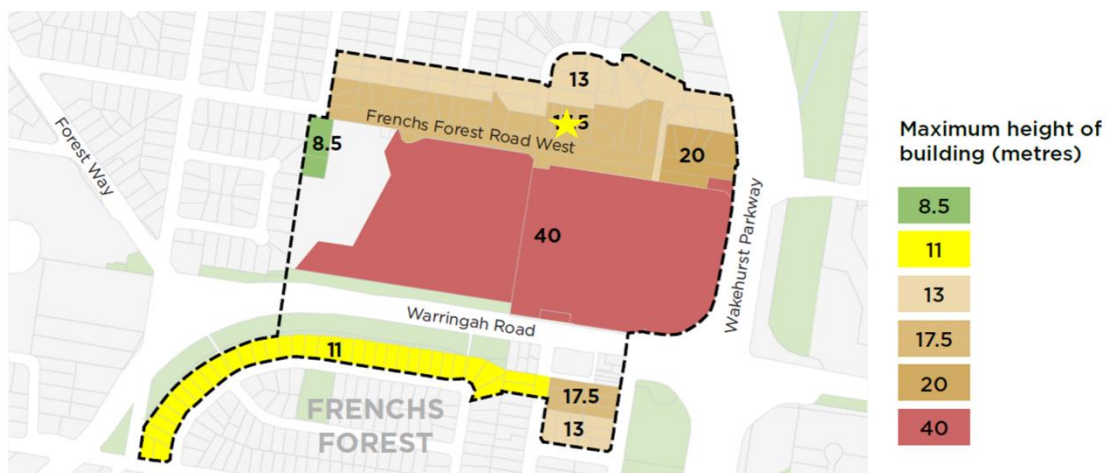 13
Frenchs Forest Road West
8.5
20
Forest Way
40
Wakehurst Parkway
Warringah Road
11
17.5
13
FRENCHS
FOREST
Maximum height of
building (metres)
8.5
11
13
17.5
20
40